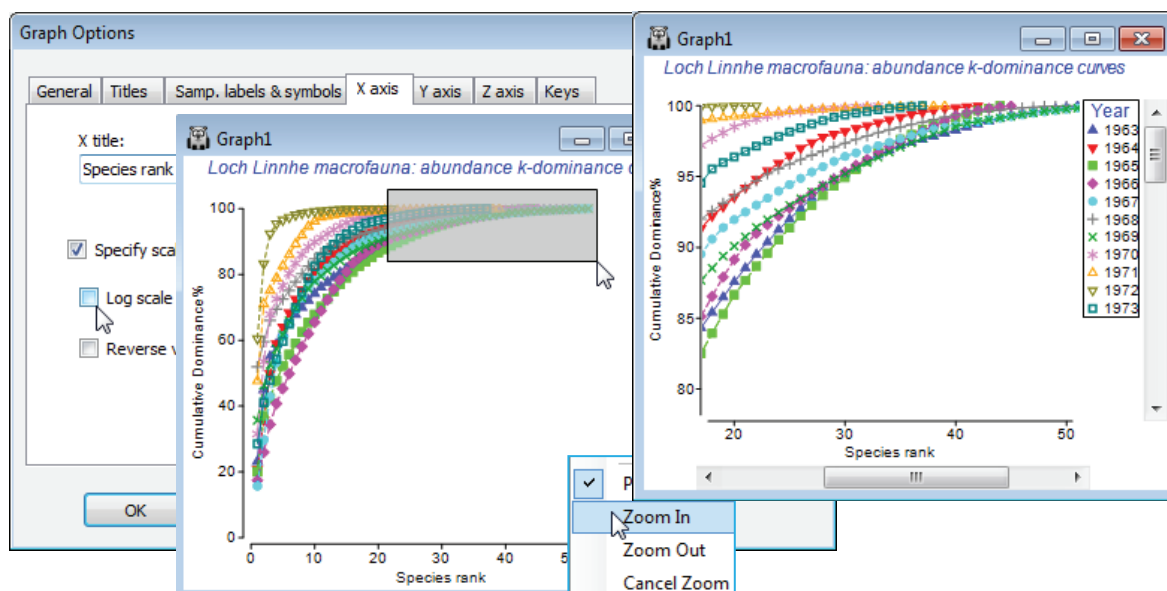 Graph Options
General Titles Samp. labels & symbols X axis Y axis Z axis Keys
X title:
Species rank
Specify sca
Log scale
Reverse v
OK
Graph1
Loch Linnhe macrofauna: abundance k-dominance c
Cumulative Dominance%
100
80
60
40
20
0
0 10 20 30 40 50
Species rank
P
Zoom In
Zoom Out
Cancel Zoom
Graph1
Loch Linnhe macrofauna: abundance k-dominance curves
Cumulative Dominance%
100
95
90
85
80
20 30 40 50
Species rank
Year
1963
1964
1965
1966
1967
1968
1969
1970
1971
1972
1973